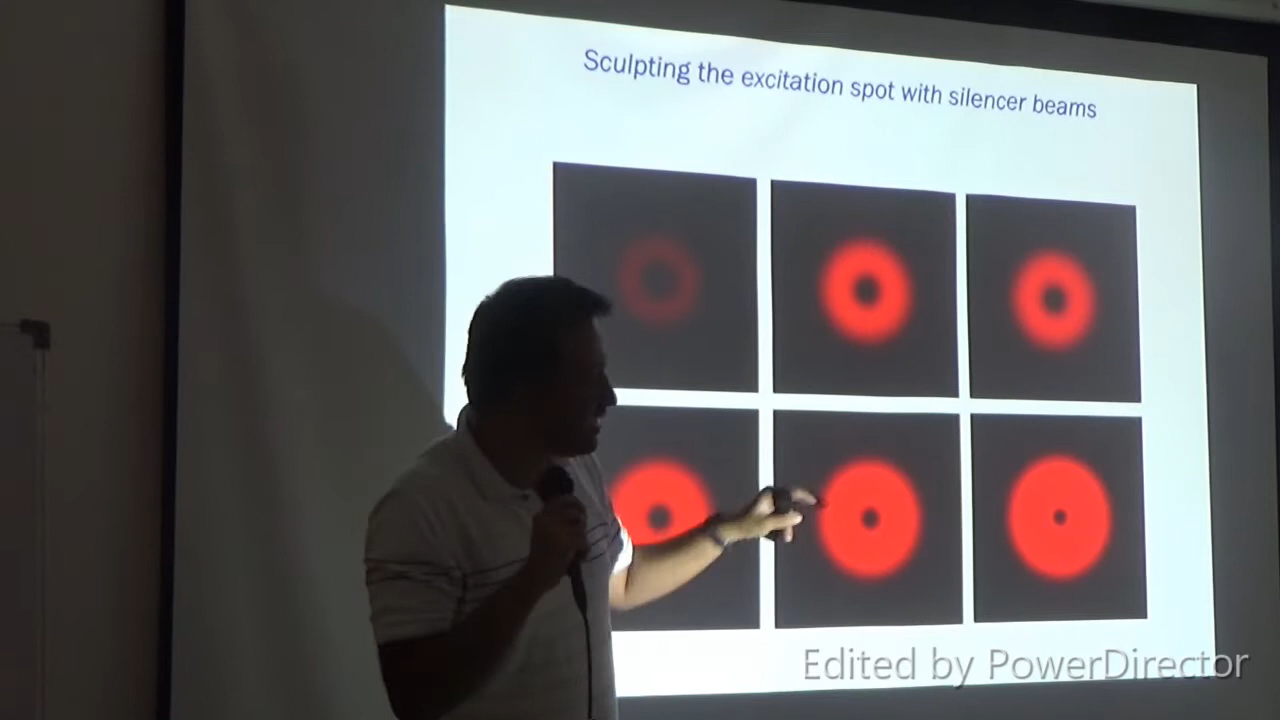 Sculpting the excitation spot with silencer beams
Edited by PowerDirector